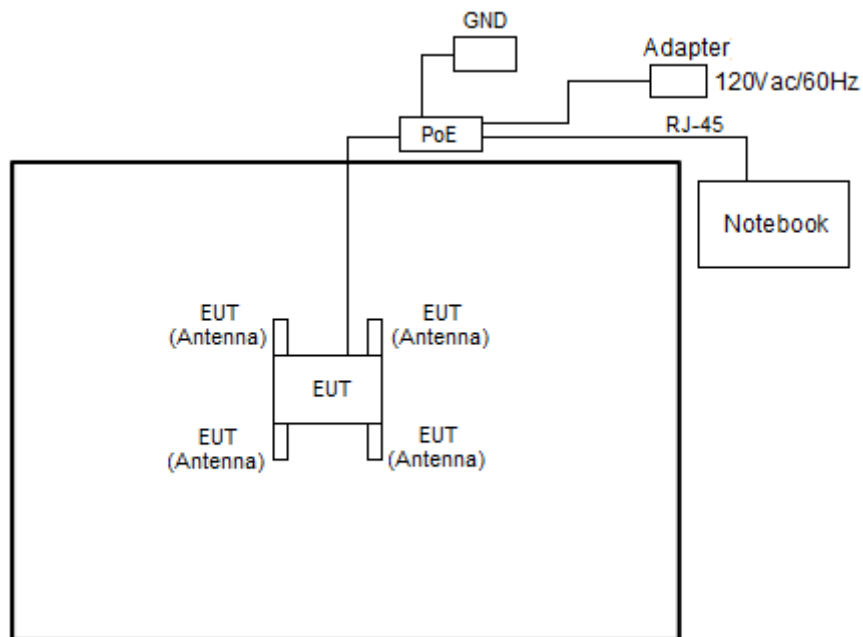 GND
Adapter
120Vac/60Hz
PoE
RJ-45
Notebook
EUT
(Antenna)
EUT
(Antenna)
EUT
EUT
(Antenna)
EUT
(Antenna)